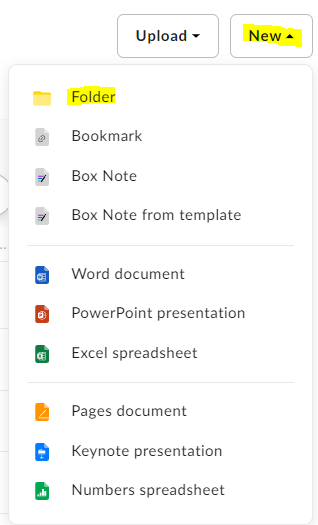 Upload New
Folder
Bookmark
Box Note
Box Note from template
Word document
PowerPoint presentation
Excel spreadsheet
Pages document
Keynote presentation
Numbers spreadsheet